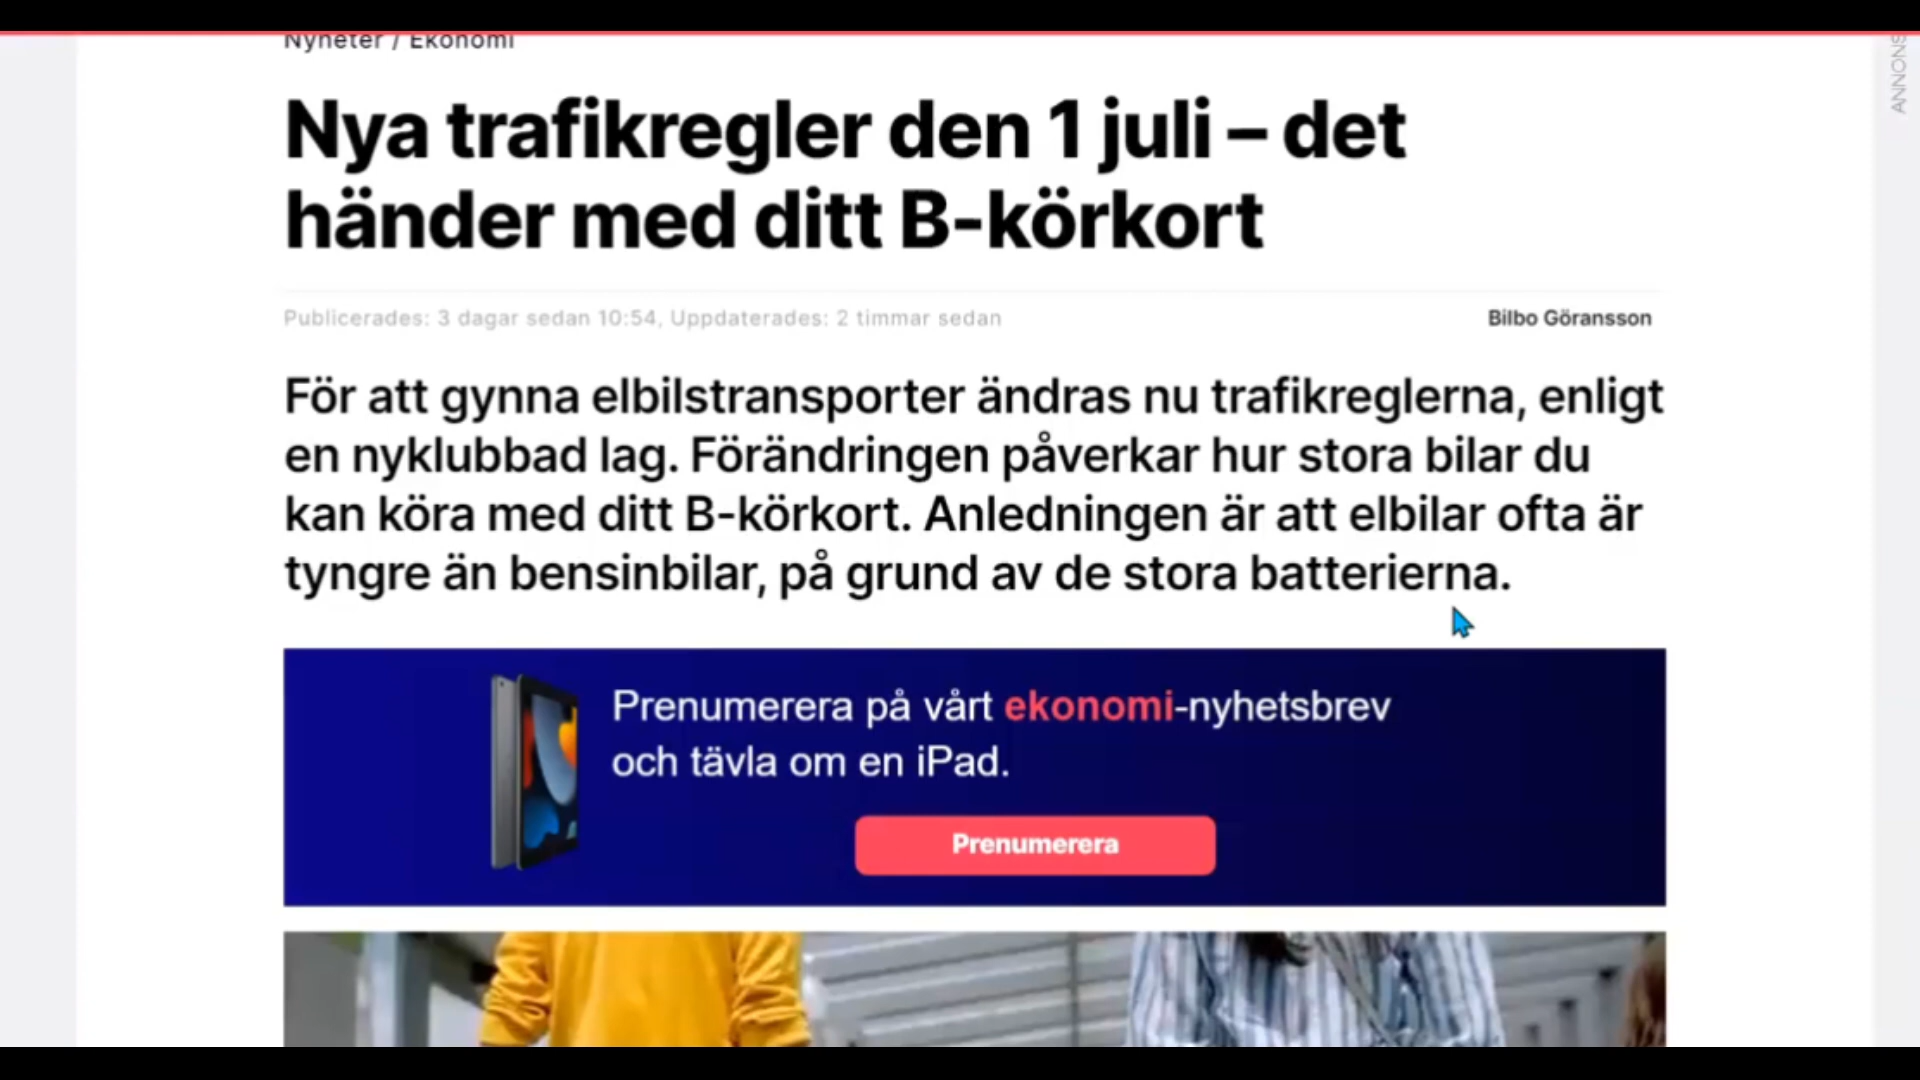 Nyheter / Ekonomi
ANNONS
Nya trafikregler den 1 juli – det
händer med ditt B-körkort
Publicerades: 3 dagar sedan 10:54, Uppdaterades: 2 timmar sedan
Bilbo Göransson
För att gynna elbilstransporter ändras nu trafikreglerna, enligt
en nyklubbad lag. Förändringen påverkar hur stora bilar du
kan köra med ditt B-körkort. Anledningen är att elbilar ofta är
tyngre än bensinbilar, på grund av de stora batterierna.
Prenumerera på vårt ekonomi-nyhetsbrev
och tävla om en iPad.
Prenumerera